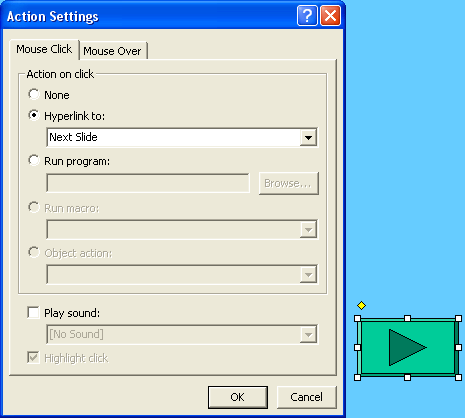 Action Settings
Mouse Click
Mouse Over
Action on click
None
Hyperlink to:
Next Slide
Run program:
Browse...
Run macro:
Object action:
Play sound:
[No Sound]
Highlight click
OK
Cancel